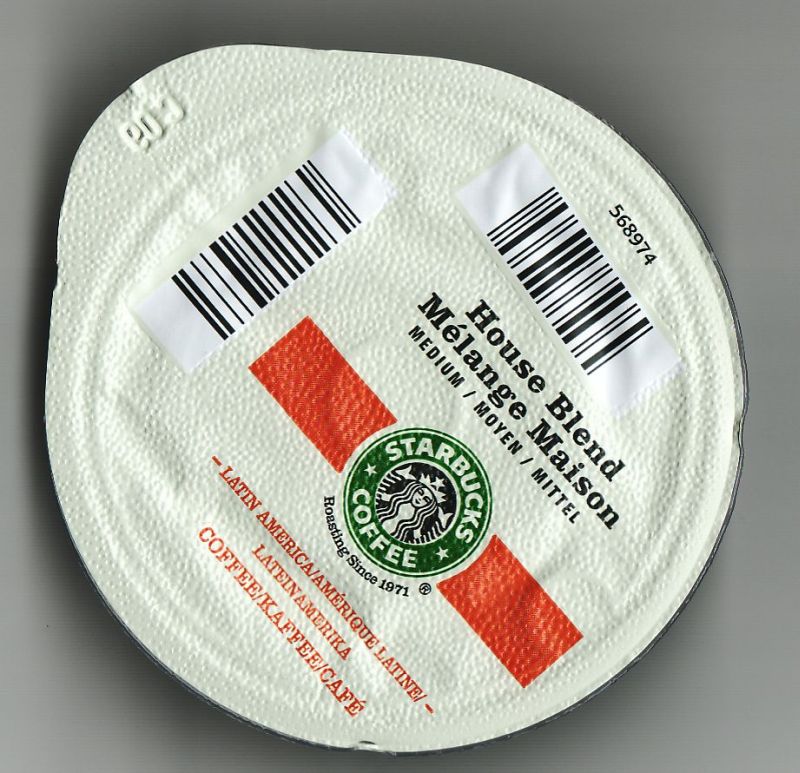 568974
House Blend
Mélange Maison
MEDIUM / MOYEN / MITTEL
STARBUCKS
COFFEE
Roasting Since 1971 ®
- LATIN AMERICA/AMÉRIQUE LATINE/ -
LATEINAMERIKA
COFFEE/KAFFEE/CAFÉ